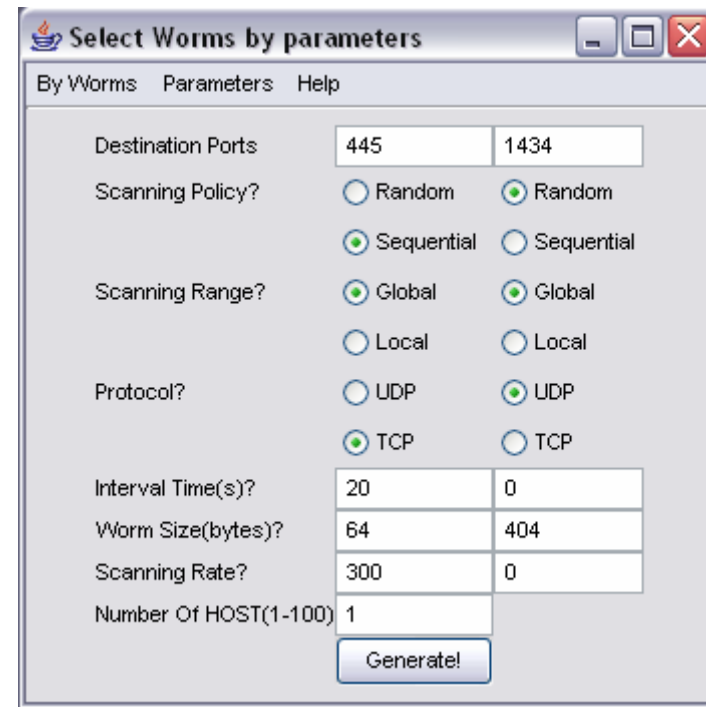 Select Worms by parameters
By Worms Parameters Help
Destination Ports 445 1434
Scanning Policy? Random Random
Sequential Sequential
Scanning Range? Global Global
Local Local
Protocol? UDP UDP
TCP TCP
Interval Time(s)? 20 0
Worm Size(bytes)? 64 404
Scanning Rate? 300 0
Number Of HOST(1-100) 1
Generate!